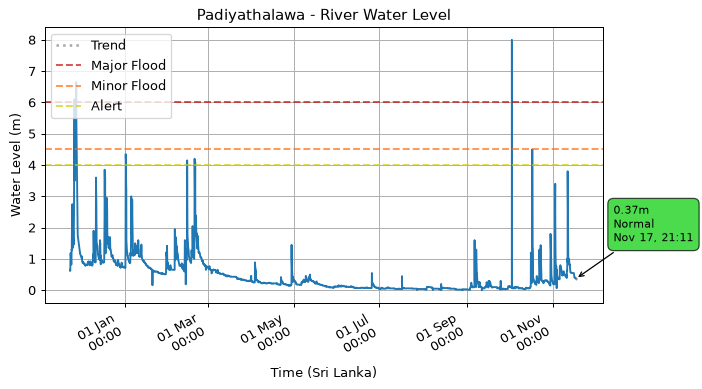 Padiyathalawa - River Water Level
Trend
Major Flood
Minor Flood
Alert
Water Level (m)
8
7
6
5
4
3
2
1
0
0.37m
Normal
Nov 17, 21:11
01 Jan
00:00
01 Mar
00:00
01 May
00:00
01 Jul
00:00
01 Sep
00:00
01 Nov
00:00
Time (Sri Lanka)